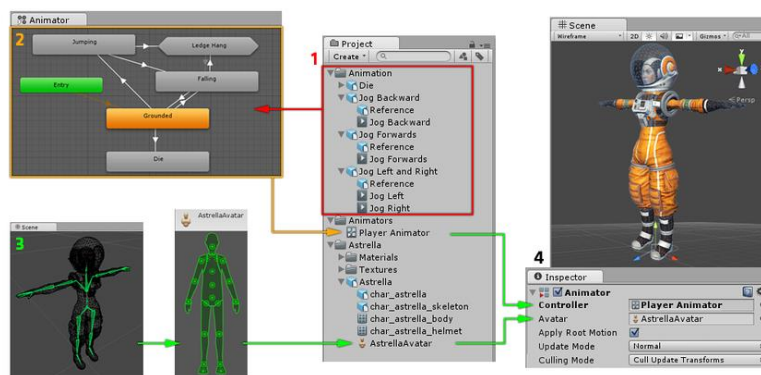 Animator
2
Jumping
Ledge Hang
Falling
Entry
Grounded
Die
1
Project
Create
Animation
Die
Jog Backward
Reference
Jog Backward
Jog Forwards
Reference
Jog Forwards
Jog Left and Right
Reference
Jog Left
Jog Right
Animators
Player Animator
Astrella
Materials
Textures
Astrella
char_astrella
char_astrella_skeleton
char_astrella_body
char_astrella_helmet
AstrellaAvatar
3
Scene
AstrellaAvatar
Scene
Wireframe
2D
Gizmos
All
y
x
Persp
4
Inspector
Animator
Controller
Player Animator
Avatar
AstrellaAvatar
Apply Root Motion
Update Mode
Normal
Culling Mode
Cull Update Transforms